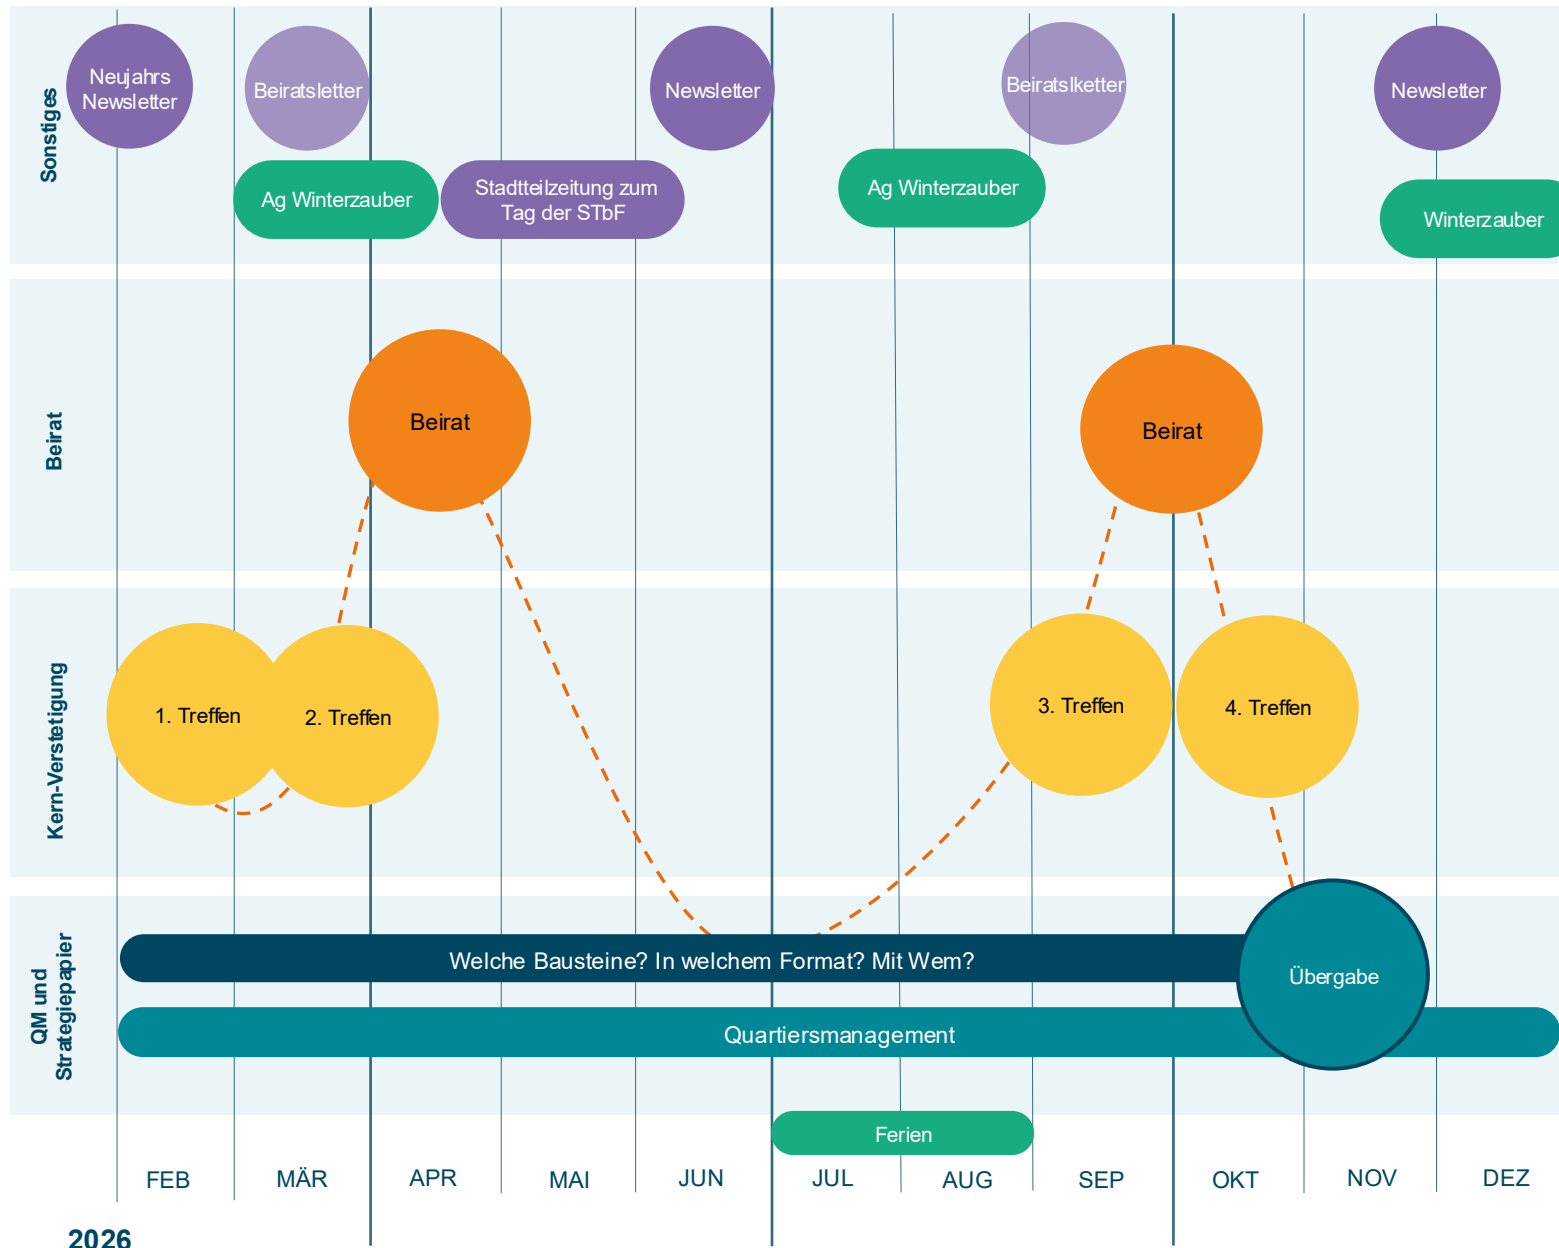 Sonstiges
Neujahrs
Newsletter
Beiratsletter
Newsletter
Beiratslketter
Newsletter
Ag Winterzauber
Stadtteilzeitung zum
Tag der STbF
Ag Winterzauber
Winterzauber
Beirat
Beirat
Beirat
Kern-Verstetigung
1. Treffen
2. Treffen
3. Treffen
4. Treffen
QM und
Strategiepapier
Welche Bausteine? In welchem Format? Mit Wem?
Übergabe
Quartiersmanagement
Ferien
FEB
MÄR
APR
MAI
JUN
JUL
AUG
SEP
OKT
NOV
DEZ
2026